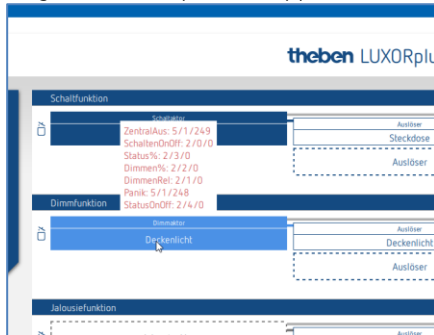 theben LUXORplu
Schaltfunktion
Schaltaktor
ZentralAus: 5/1/249
SchaltenOnOff: 2/0/0
Status%: 2/3/0
Dimmen%: 2/2/0
DimmenRel: 2/1/0
Panik: 5/1/248
StatusOnOff: 2/4/0
Auslöser
Steckdose
Auslöser
Dimmfunktion
Dimmaktor
Deckenlicht
Auslöser
Deckenlicht
Auslöser
Jalousiefunktion
Auslöser